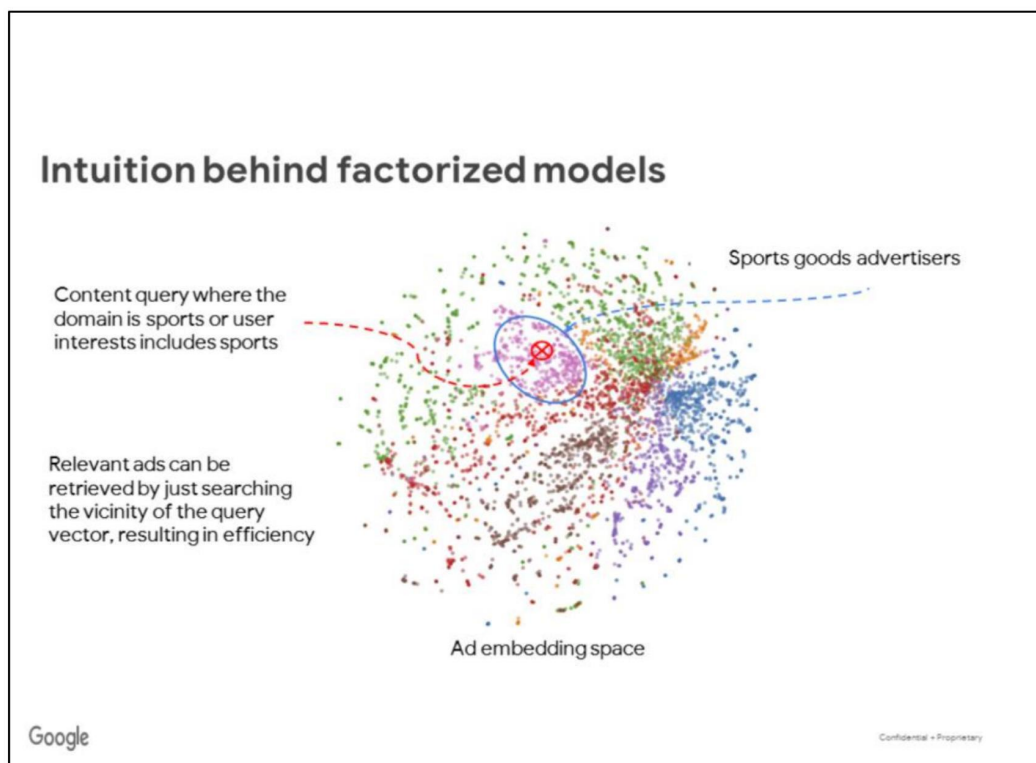 Intuition behind factorized models
Sports goods advertisers
Content query where the
domain is sports or user
interests includes sports
Relevant ads can be
retrieved by just searching
the vicinity of the query
vector, resulting in efficiency
Ad embedding space
Google
Confidential + Proprietary